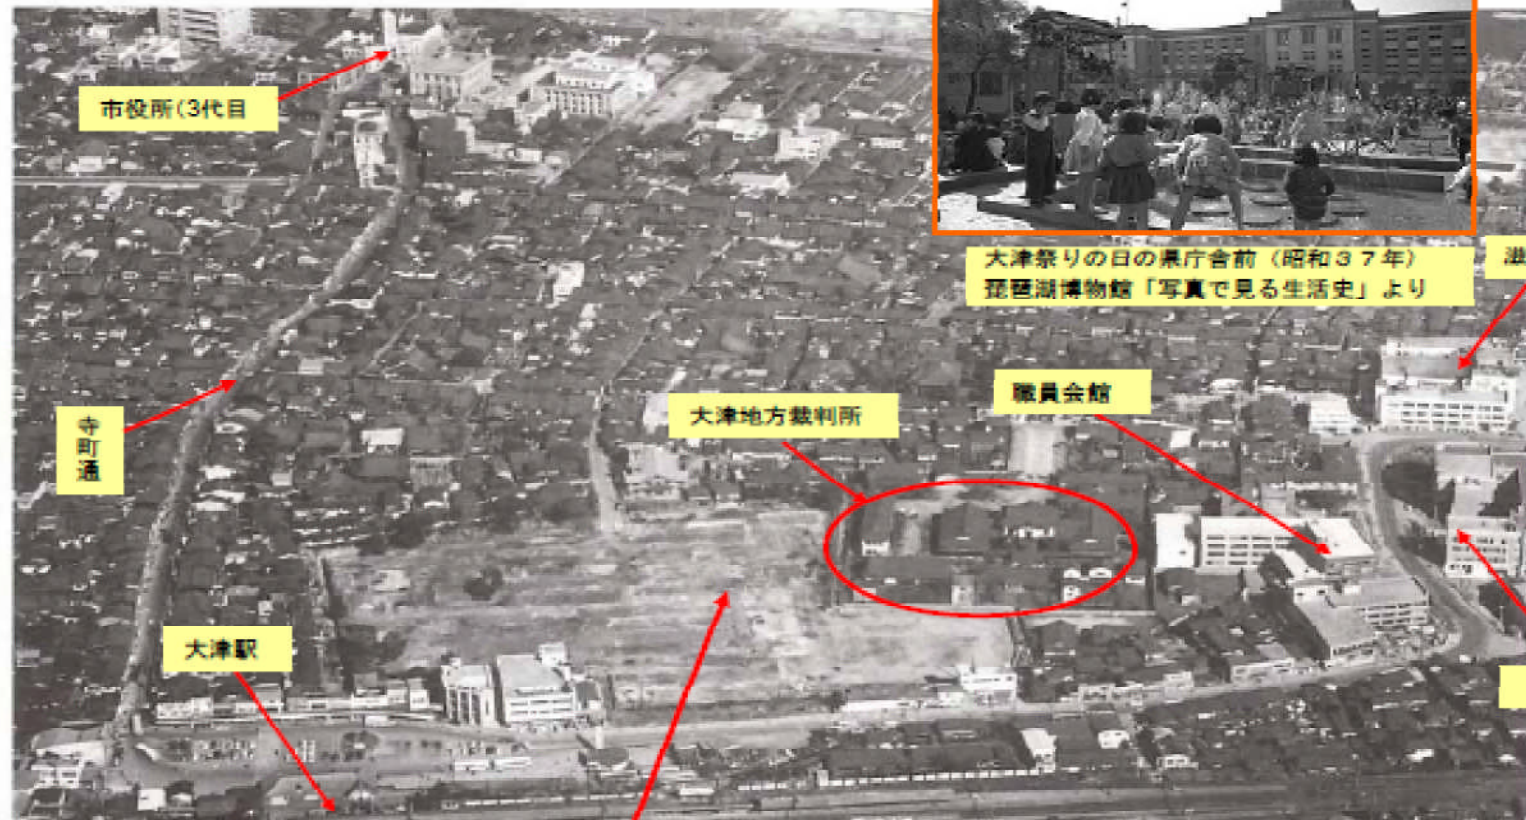 市役所(3代目
大津祭りの日の県庁舎前（昭和３７年）
琵琶湖博物館「写真で見る生活史」より
滋
職員会館
大津地方裁判所
寺町通
大津駅